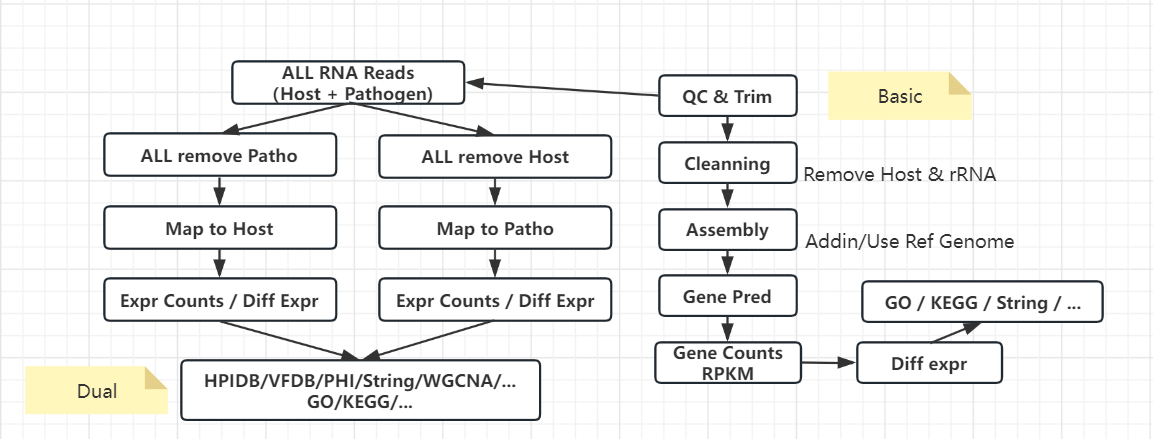 ALL RNA Reads
(Host + Pathogen)
QC & Trim
Basic
ALL remove Patho
ALL remove Host
Cleanning
Remove Host & rRNA
Map to Host
Map to Patho
Assembly
Addin/Use Ref Genome
Expr Counts / Diff Expr
Expr Counts / Diff Expr
Gene Pred
GO / KEGG / String / ...
Gene Counts
RPKM
Diff expr
HPIDB/VFDB/PHI/String/WGCNA/...
GO/KEGG/...
Dual